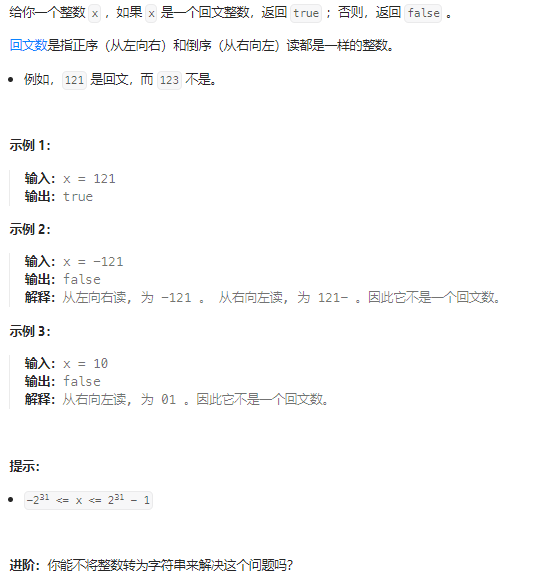 给你一个整数 x ，如果 x 是一个回文整数，返回 true ；否则，返回 false 。
回文数是指正序（从左向右）和倒序（从右向左）读都是一样的整数。
• 例如，121 是回文，而 123 不是。
示例 1：
输入：x = 121
输出：true
示例 2：
输入：x = -121
输出：false
解释：从左向右读, 为 -121 。 从右向左读, 为 121- 。因此它不是一个回文数。
示例 3：
输入：x = 10
输出：false
解释：从右向左读, 为 01 。因此它不是一个回文数。
提示：
• -2³¹ <= x <= 2³¹ - 1
进阶：你能不将整数转为字符串来解决这个问题吗？